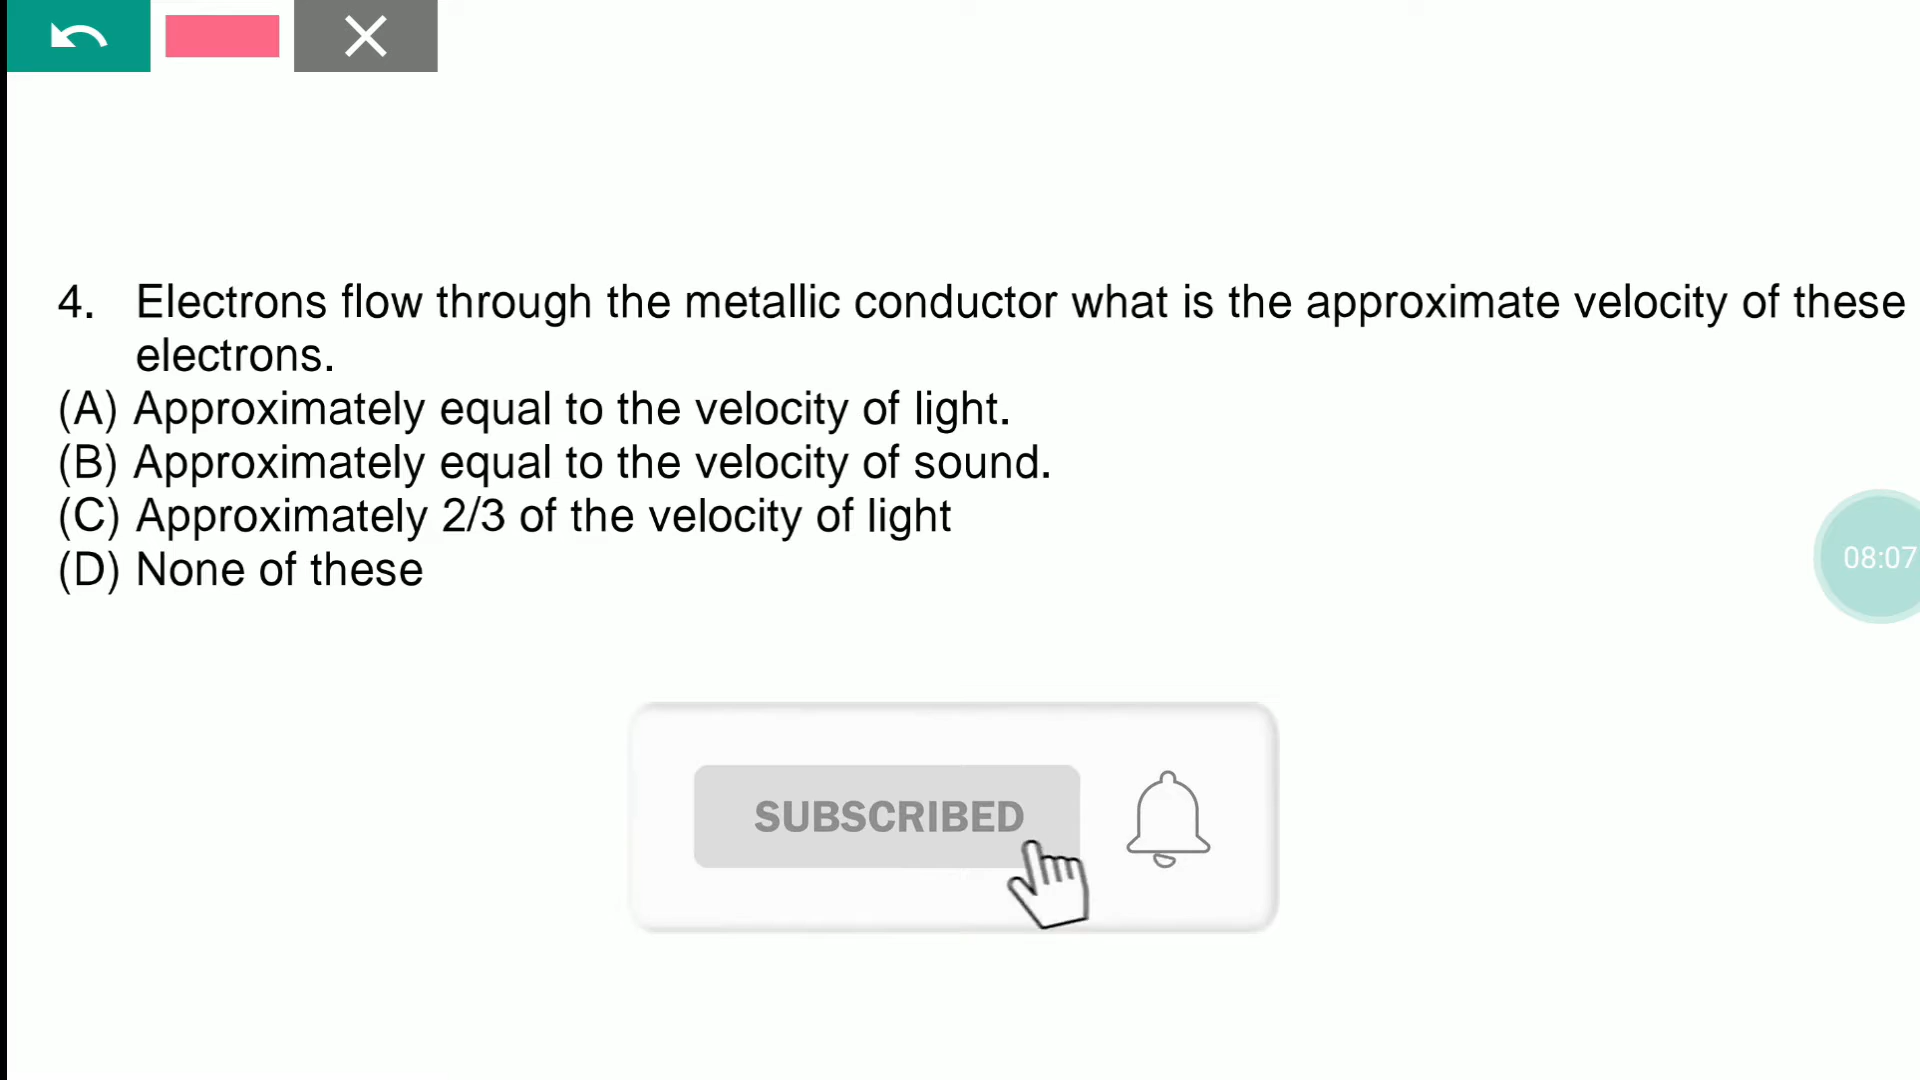 4. Electrons flow through the metallic conductor what is the approximate velocity of these
electrons.
(A) Approximately equal to the velocity of light.
(B) Approximately equal to the velocity of sound.
(C) Approximately 2/3 of the velocity of light
(D) None of these
08:07
SUBSCRIBED